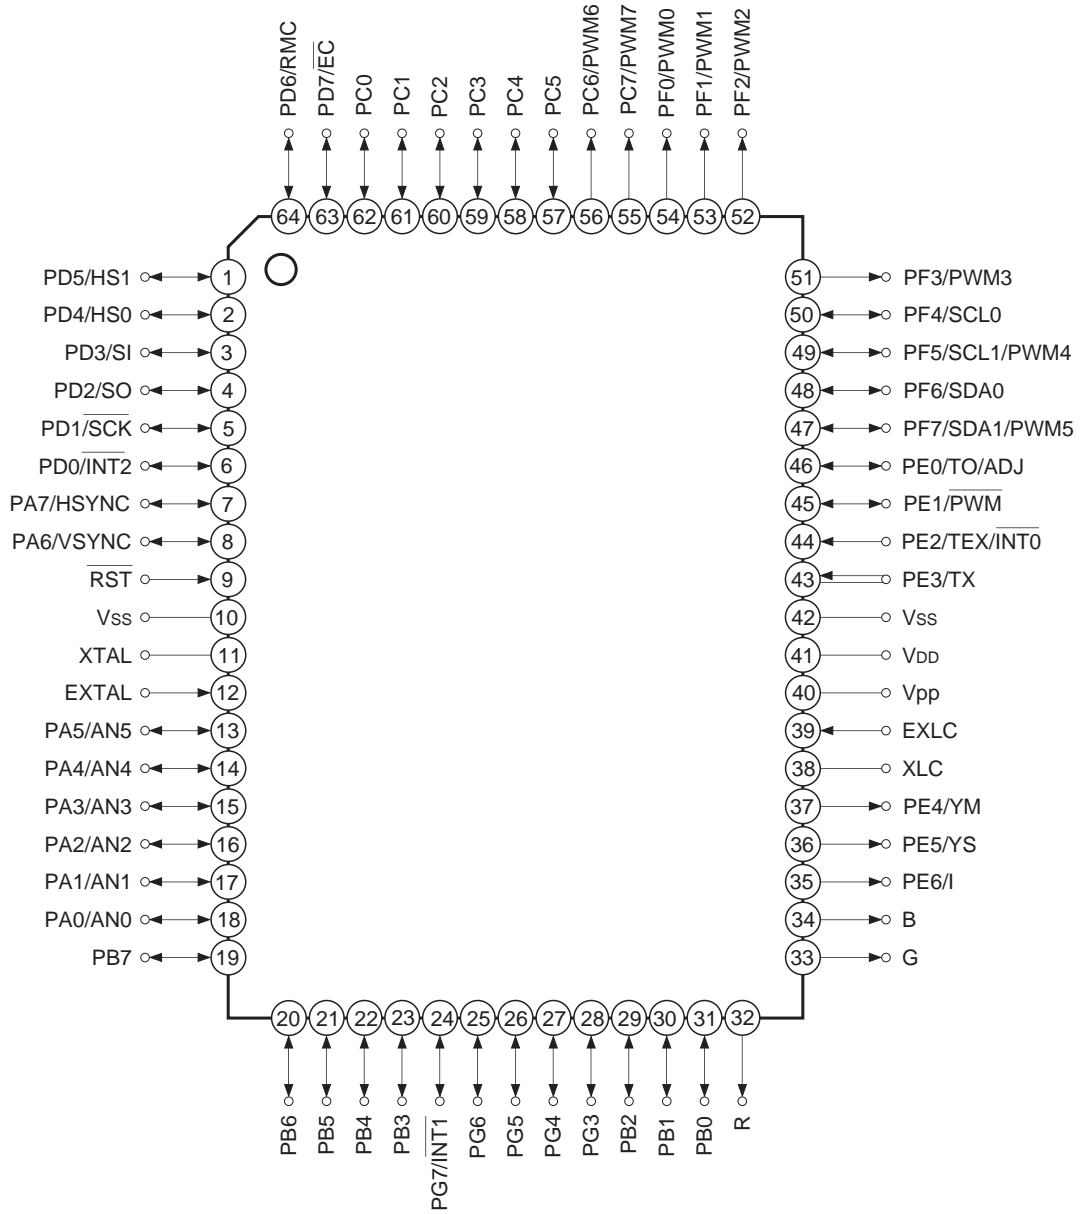 PD6/RMC
PD7/EC
PC0
PC1
PC2
PC3
PC4
PC5
PC6/PWM6
PC7/PWM7
PF0/PWM0
PF1/PWM1
PF2/PWM2
64 63 62 61 60 59 58 57 56 55 54 53 52
PD5/HS1 1
PD4/HS0 2
PD3/SI 3
PD2/SO 4
PD1/SCK 5
PD0/INT2 6
PA7/HSYNC 7
PA6/VSYNC 8
RST 9
Vss 10
XTAL 11
EXTAL 12
PA5/AN5 13
PA4/AN4 14
PA3/AN3 15
PA2/AN2 16
PA1/AN1 17
PA0/AN0 18
PB7 19
51 PF3/PWM3
50 PF4/SCL0
49 PF5/SCL1/PWM4
48 PF6/SDA0
47 PF7/SDA1/PWM5
46 PE0/TO/ADJ
45 PE1/PWM
44 PE2/TEX/INT0
43 PE3/TX
42 Vss
41 VDD
40 Vpp
39 EXLC
38 XLC
37 PE4/YM
36 PE5/YS
35 PE6/I
34 B
33 G
20 21 22 23 24 25 26 27 28 29 30 31 32
PB6
PB5
PB4
PB3
PG7/INT1
PG6
PG5
PG4
PG3
PB2
PB1
PB0
R